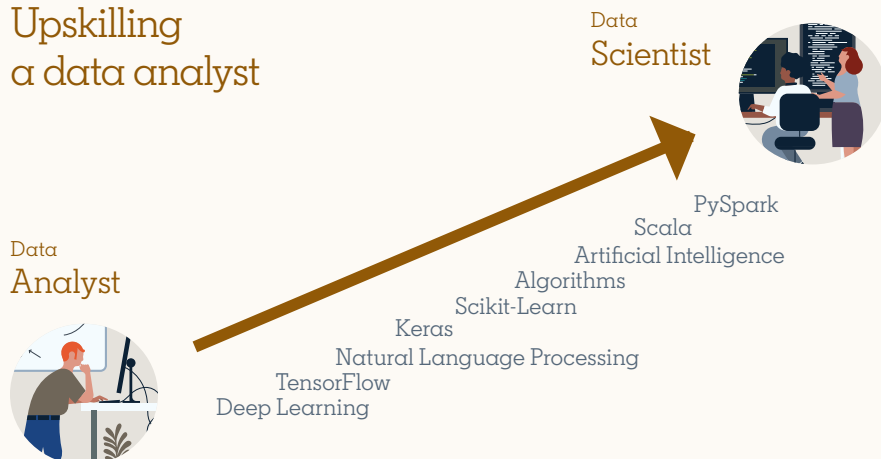 Upskilling
a data analyst
Data
Scientist
Data
Analyst
PySpark
Scala
Artificial Intelligence
Algorithms
Scikit-Learn
Keras
Natural Language Processing
TensorFlow
Deep Learning